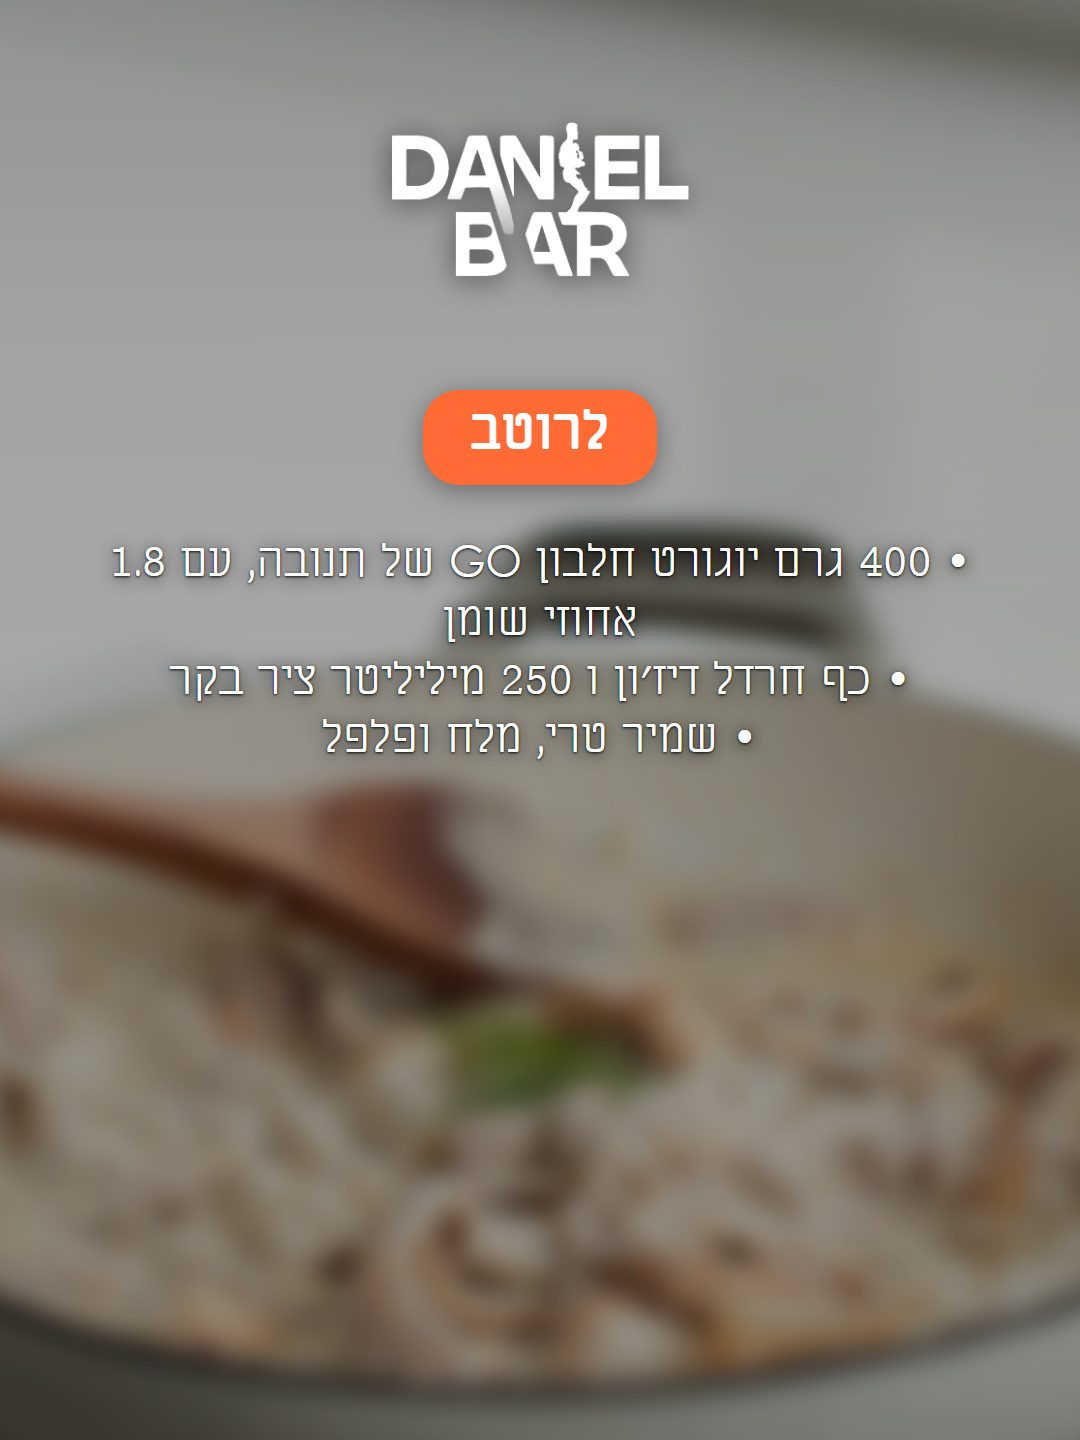 DANIEL
BAR
לרוטב
• 400 גרם יוגורט חלבון GO של תנובה, עם 1.8
אחוזי שומן
• כף חרדל דיז'ון ו 250 מיליליטר ציר בקר
• שמיר טרי, מלח ופלפל